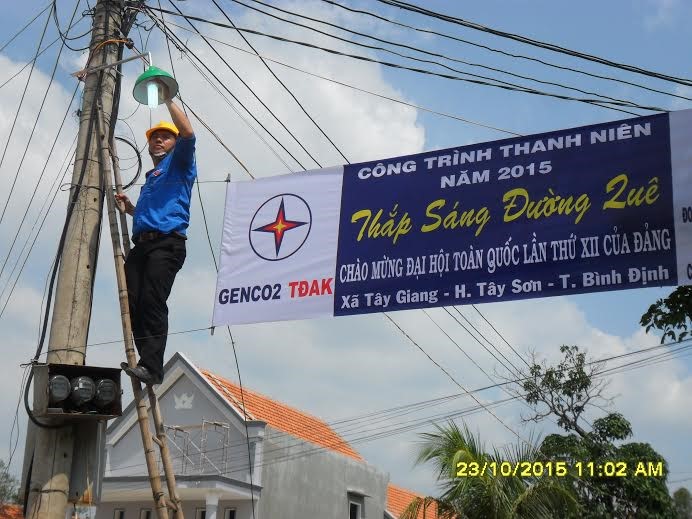 CÔNG TRÌNH THANH NIÊN
NĂM 2015
Thắp Sáng Đường Quê
CHÀO MỪNG ĐẠI HỘI TOÀN QUỐC LẦN THỨ XII CỦA ĐẢNG
Xã Tây Giang - H. Tây Sơn - T. Bình Định
GENCO2 TĐAK
23/10/2015 11:02 AM